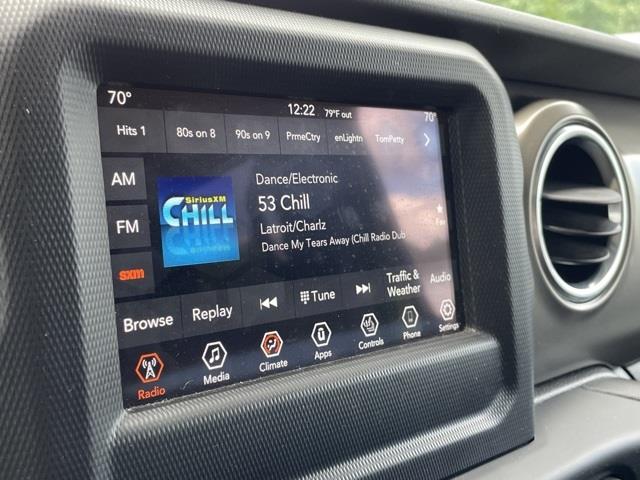 70° 12:22 79°F out 70°
Hits 1 80s on 8 90s on 9 PrmeCtry enLightn TomPetty
AM
FM
sxm
SiriusXM
CHILL
Dance/Electronic
53 Chill
Latroit/Charlz
Dance My Tears Away (Chill Radio Dub
Fav
Browse Replay Tune Traffic & Weather Audio
Radio Media Climate Apps Controls Phone Settings